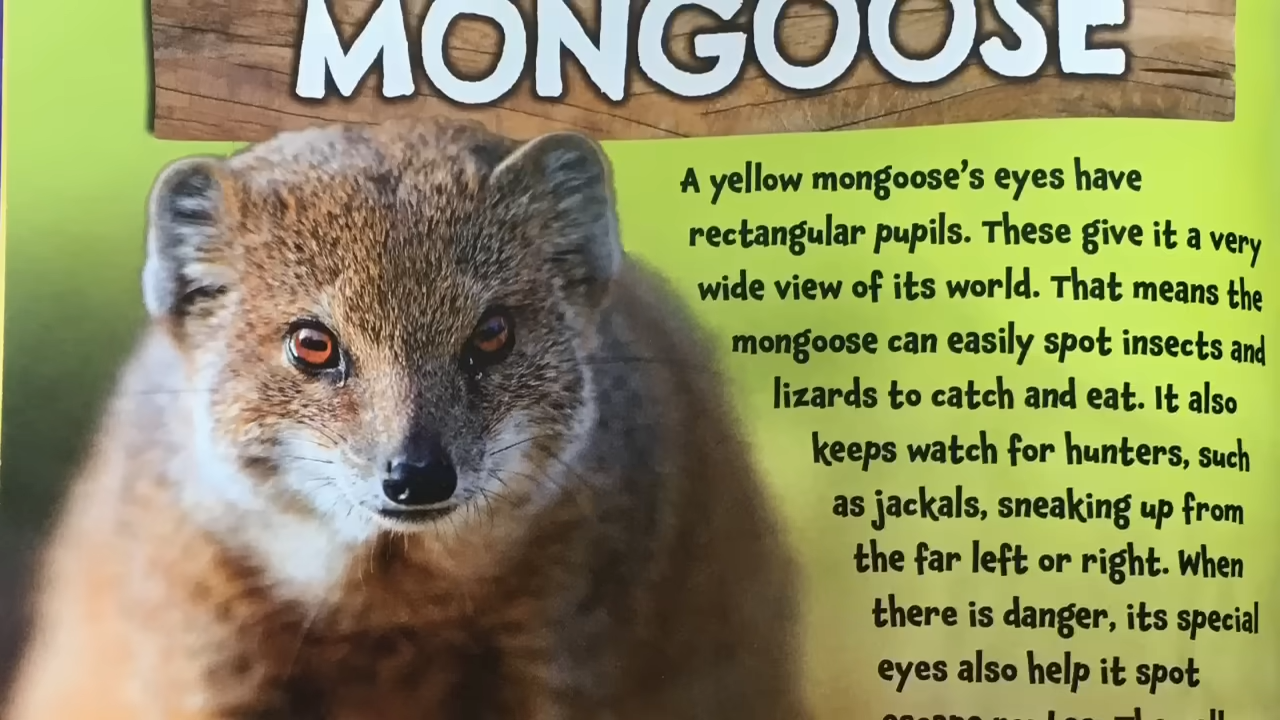 MONGOOSE
A yellow mongoose's eyes have
rectangular pupils. These give it a very
wide view of its world. That means the
mongoose can easily spot insects and
lizards to catch and eat. It also
keeps watch for hunters, such
as jackals, sneaking up from
the far left or right. When
there is danger, its special
eyes also help it spot